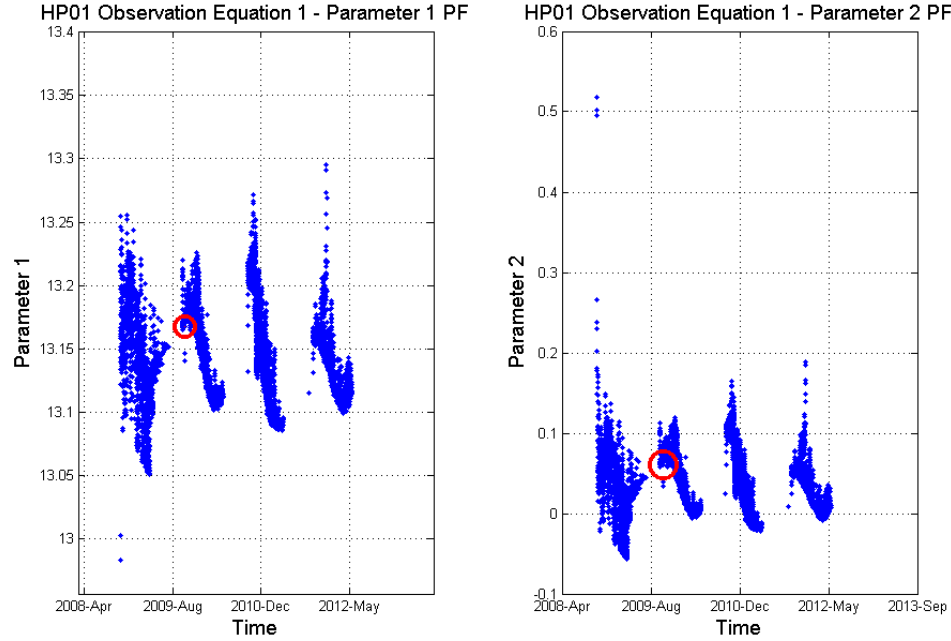 HP01 Observation Equation 1 - Parameter 1 PF
13.4
13.35
13.3
13.25
13.2
13.15
13.1
13.05
13
Parameter 1
2008-Apr
2009-Aug
2010-Dec
2012-May
Time
HP01 Observation Equation 1 - Parameter 2 PF
0.6
0.5
0.4
0.3
0.2
0.1
0
-0.1
Parameter 2
2008-Apr
2009-Aug
2010-Dec
2012-May
2013-Sep
Time